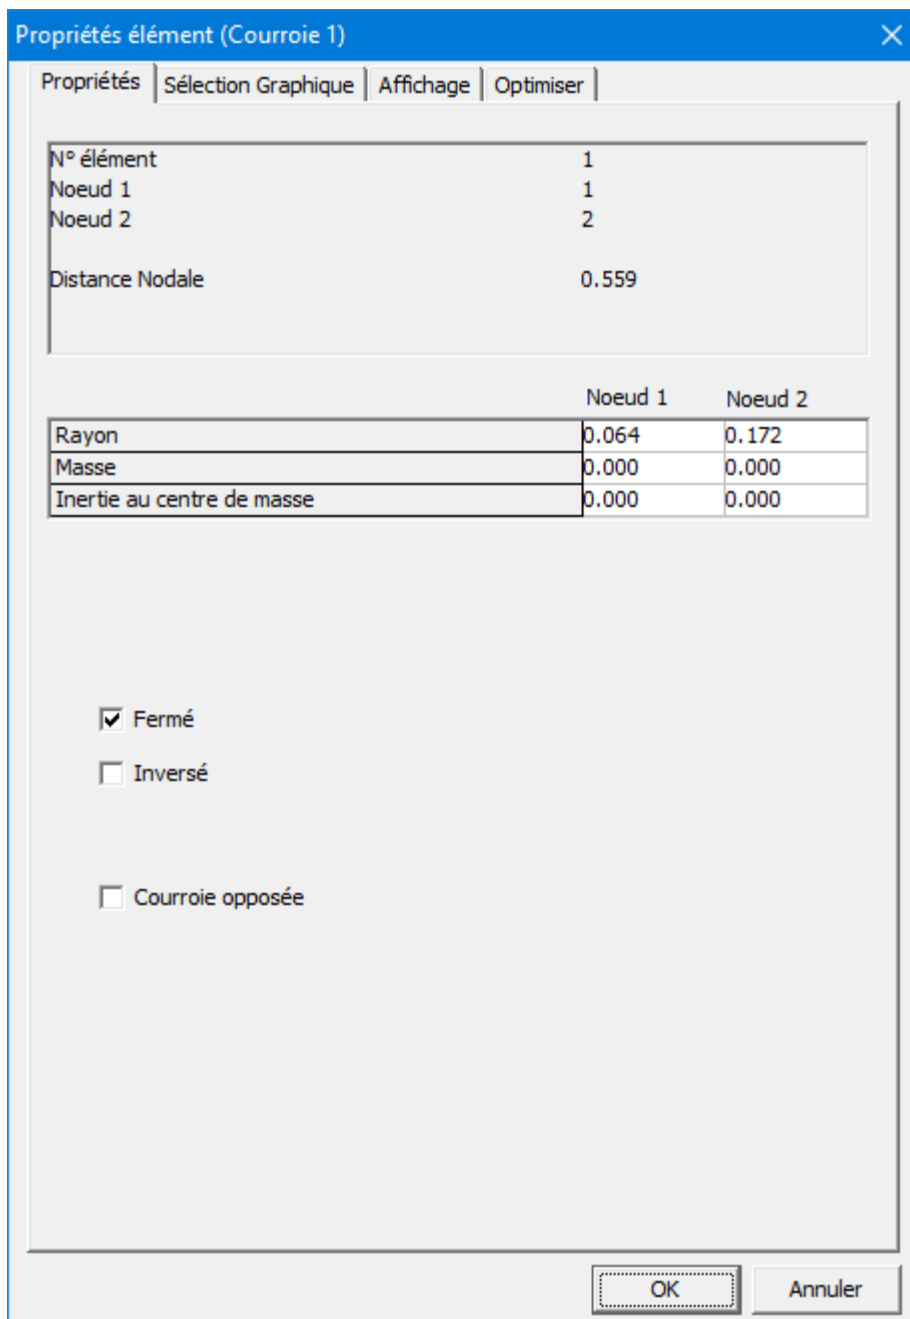 Propriétés élément (Courroie 1)
Propriétés Sélection Graphique Affichage Optimiser
N° élément 1
Noeud 1 1
Noeud 2 2
Distance Nodale 0.559
Noeud 1 Noeud 2
Rayon 0.064 0.172
Masse 0.000 0.000
Inertie au centre de masse 0.000 0.000
Fermé
Inversé
Courroie opposée
OK Annuler